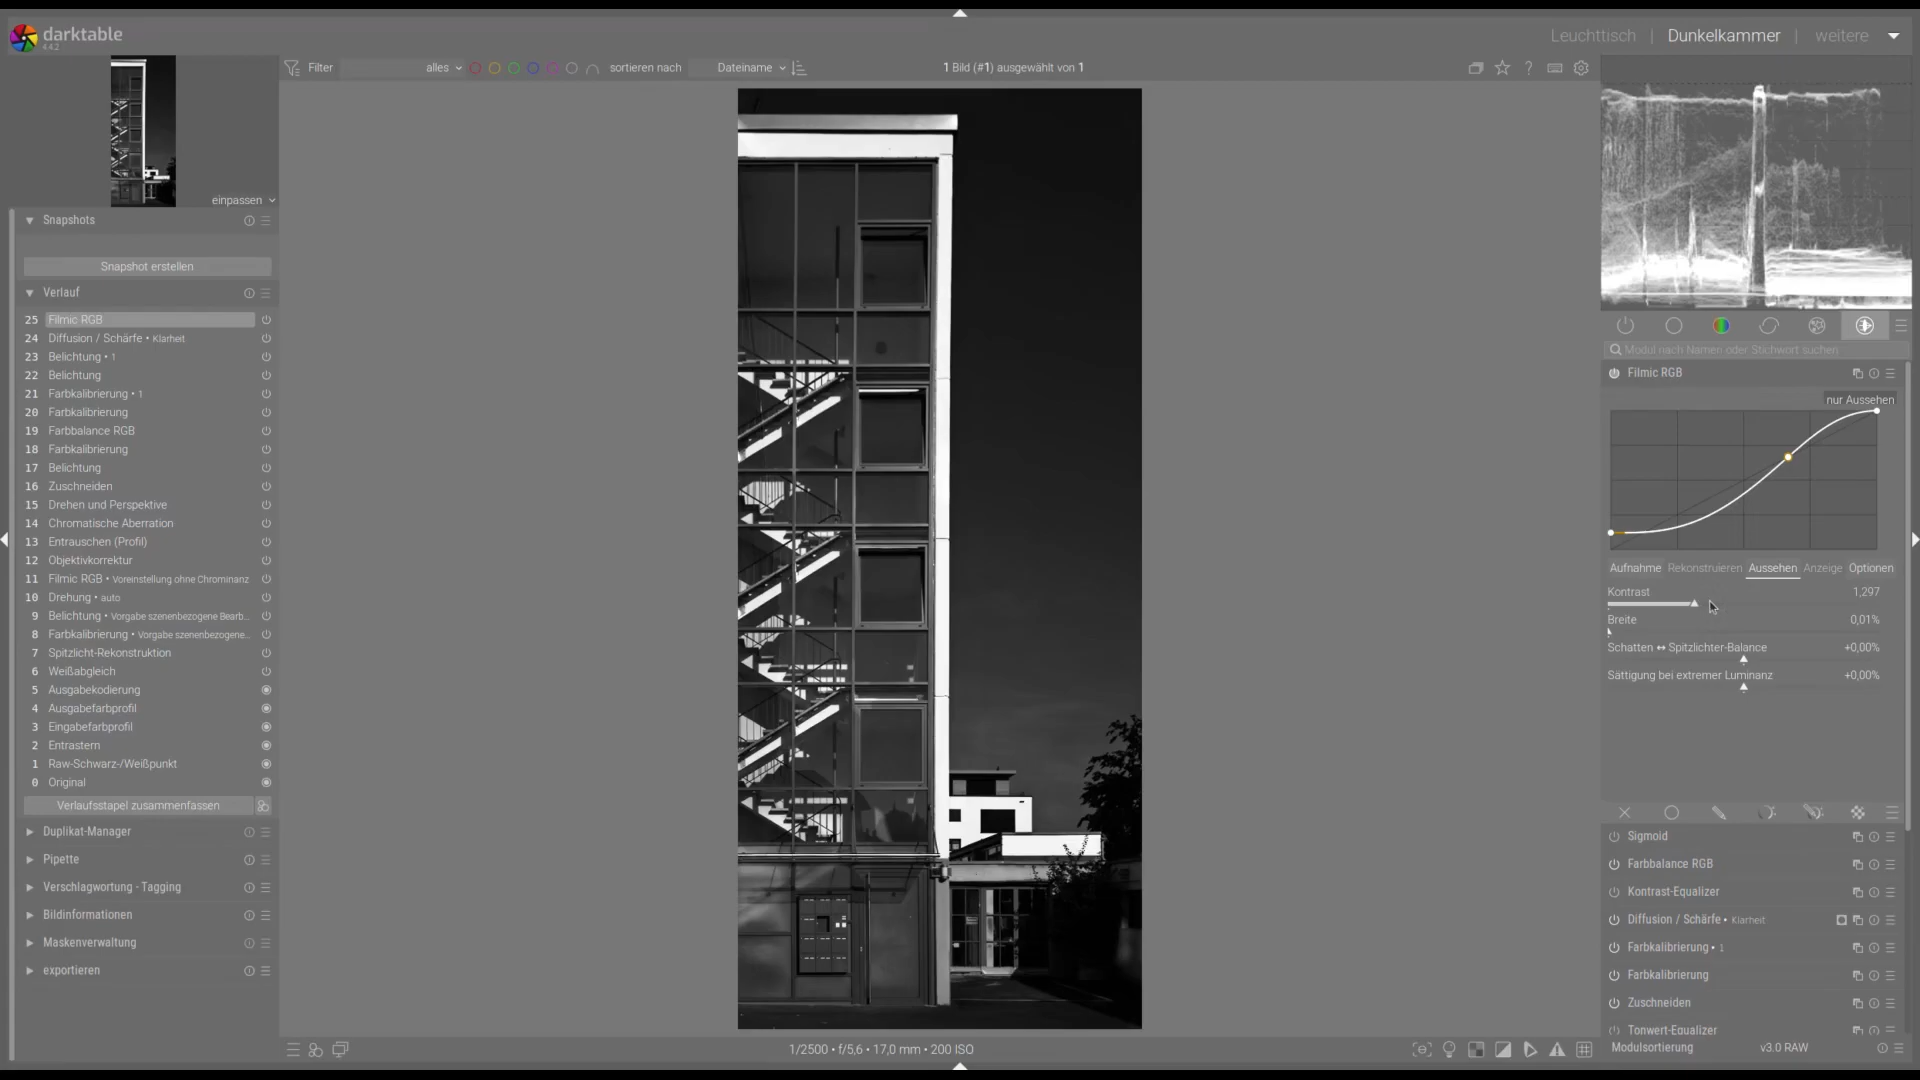 darktable
4.4.2
Leuchttisch | Dunkelkammer | weitere
Filter alles sortieren nach Dateiname
1 Bild (#1) ausgewählt von 1
einpassen
Snapshots
Snapshot erstellen
Verlauf
25 Filmic RGB
24 Diffusion / Schärfe • Klarheit
23 Belichtung • 1
22 Belichtung
21 Farbkalibrierung • 1
20 Farbkalibrierung
19 Farbbalance RGB
18 Farbkalibrierung
17 Belichtung
16 Zuschneiden
15 Drehen und Perspektive
14 Chromatische Aberration
13 Entrauschen (Profil)
12 Objektivkorrektur
11 Filmic RGB • Voreinstellung ohne Chrominanz
10 Drehung • auto
9 Belichtung • Vorgabe szenenbezogene Bearb...
8 Farbkalibrierung • Vorgabe szenenbezogene...
7 Spitzlicht-Rekonstruktion
6 Weißabgleich
5 Ausgabekodierung
4 Ausgabefarbprofil
3 Eingabefarbprofil
2 Entrastern
1 Raw-Schwarz-/Weißpunkt
0 Original
Verlaufsstapel zusammenfassen
Duplikat-Manager
Pipette
Verschlagwortung - Tagging
Bildinformationen
Maskenverwaltung
exportieren
1/2500 • f/5,6 • 17,0 mm • 200 ISO
Modul nach Namen oder Stichwort suchen
Filmic RGB
nur Aussehen
Aufnahme Rekonstruieren Aussehen Anzeige Optionen
Kontrast 1,297
Breite 0,01%
Schatten ↔ Spitzlichter-Balance +0,00%
Sättigung bei extremer Luminanz +0,00%
Sigmoid
Farbbalance RGB
Kontrast-Equalizer
Diffusion / Schärfe • Klarheit
Farbkalibrierung • 1
Farbkalibrierung
Zuschneiden
Tonwert-Equalizer
Modulsortierung v3.0 RAW